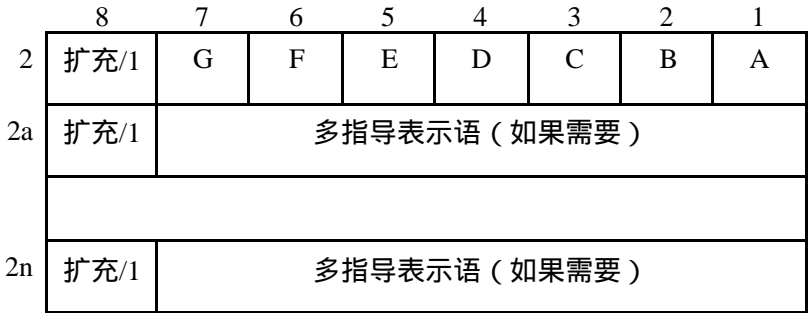 8 7 6 5 4 3 2 1
2 扩充/1 G F E D C B A
2a 扩充/1 多指导表示语（如果需要）
2n 扩充/1 多指导表示语（如果需要）